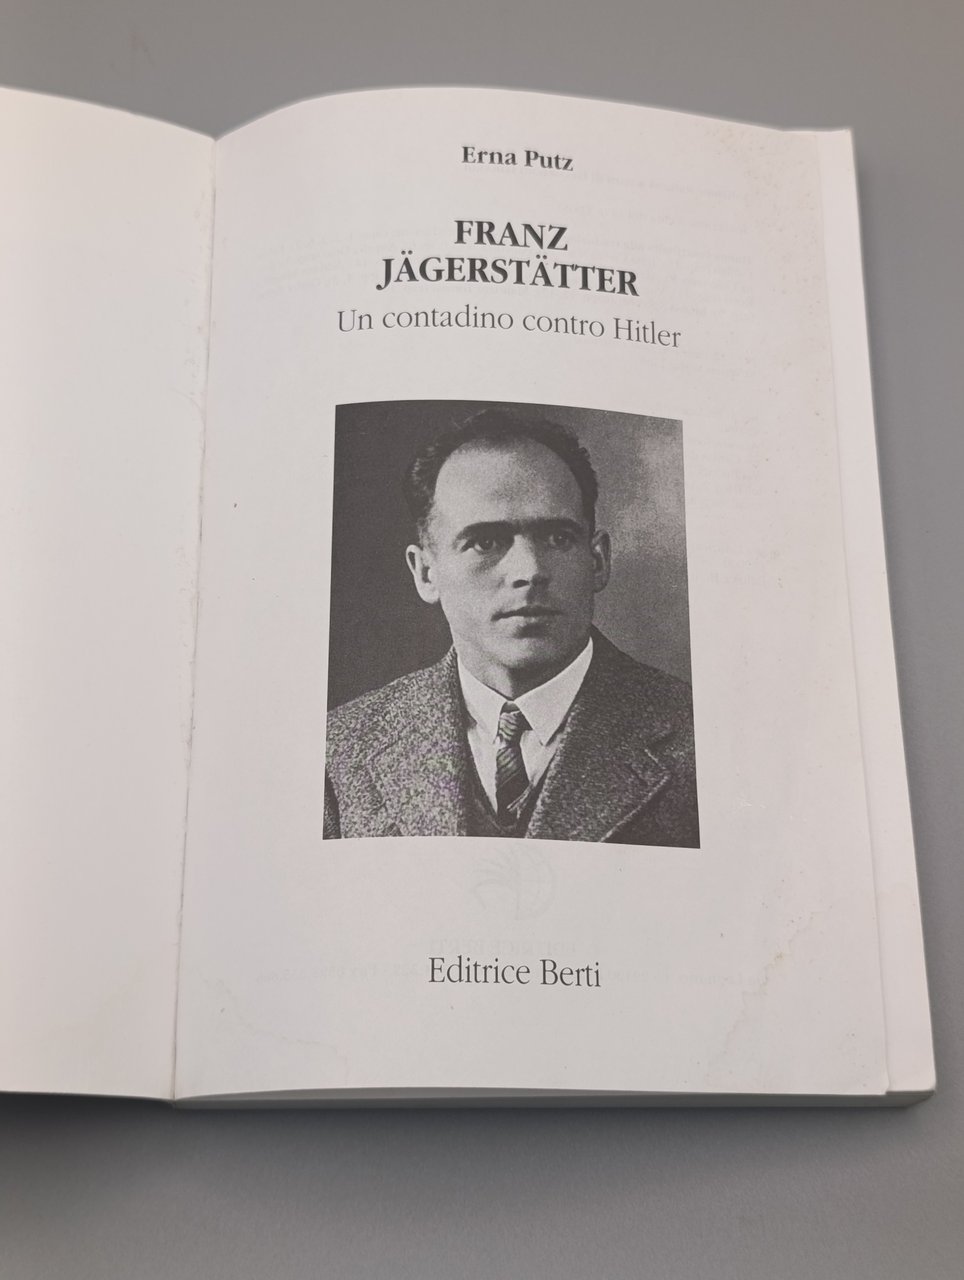 Erna Putz
FRANZ
JÄGERSTÄTTER
Un contadino contro Hitler
Editrice Berti